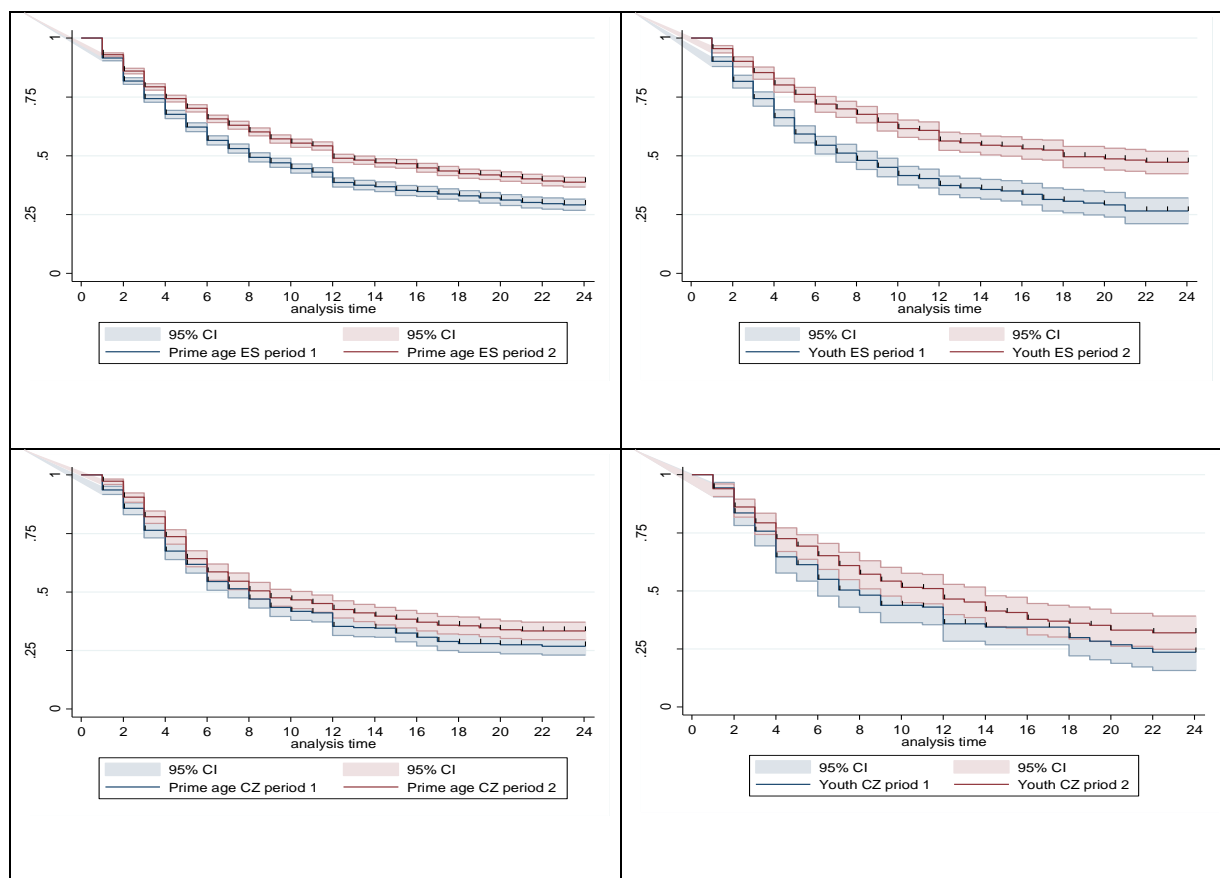 1
.75
.5
.25
0
0 2 4 6 8 10 12 14 16 18 20 22 24
analysis time
95% CI 95% CI
Prime age ES period 1 Prime age ES period 2
1
.75
.5
.25
0
0 2 4 6 8 10 12 14 16 18 20 22 24
analysis time
95% CI 95% CI
Youth ES period 1 Youth ES period 2
1
.75
.5
.25
0
0 2 4 6 8 10 12 14 16 18 20 22 24
analysis time
95% CI 95% CI
Prime age CZ period 1 Prime age CZ period 2
1
.75
.5
.25
0
0 2 4 6 8 10 12 14 16 18 20 22 24
analysis time
95% CI 95% CI
Youth CZ priod 1 Youth CZ priod 2